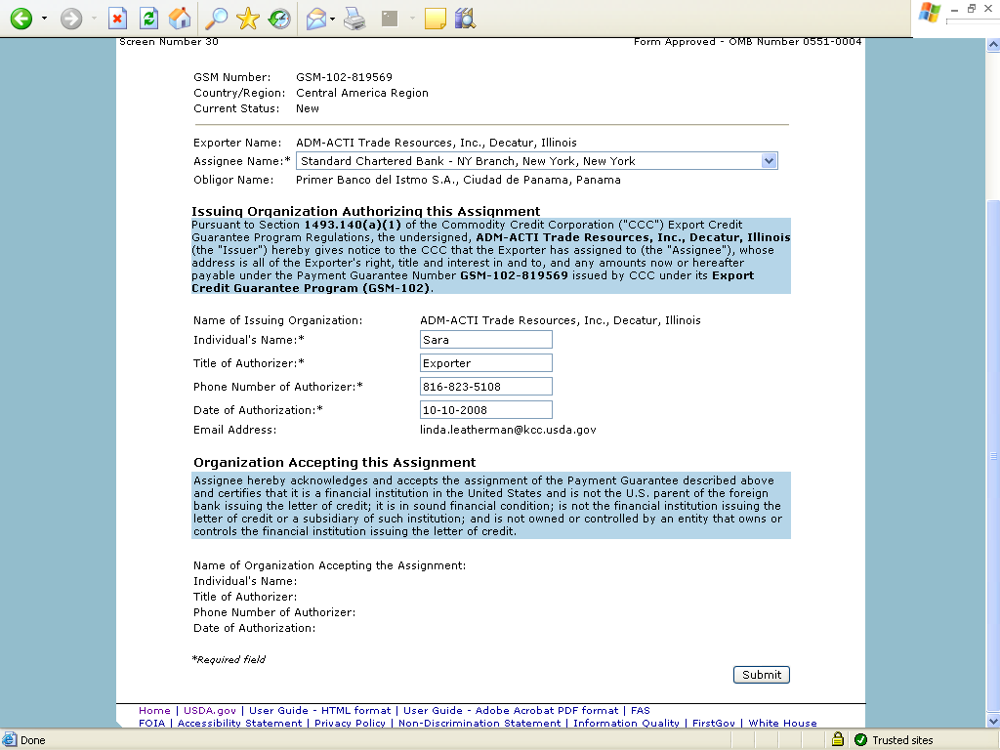 Screen Number 30 Form Approved - OMB Number 0551-0004
GSM Number: GSM-102-819569
Country/Region: Central America Region
Current Status: New
Exporter Name: ADM-ACTI Trade Resources, Inc., Decatur, Illinois
Assignee Name:* Standard Chartered Bank - NY Branch, New York, New York
Obligor Name: Primer Banco del Istmo S.A., Ciudad de Panama, Panama
Issuing Organization Authorizing this Assignment
Pursuant to Section 1493.140(a)(1) of the Commodity Credit Corporation ("CCC") Export Credit
Guarantee Program Regulations, the undersigned, ADM-ACTI Trade Resources, Inc., Decatur, Illinois
(the "Issuer") hereby gives notice to the CCC that the Exporter has assigned to (the "Assignee"), whose
address is all of the Exporter's right, title and interest in and to, and any amounts now or hereafter
payable under the Payment Guarantee Number GSM-102-819569 issued by CCC under its Export
Credit Guarantee Program (GSM-102).
Name of Issuing Organization: ADM-ACTI Trade Resources, Inc., Decatur, Illinois
Individual's Name:* Sara
Title of Authorizer:* Exporter
Phone Number of Authorizer:* 816-823-5108
Date of Authorization:* 10-10-2008
Email Address: linda.leatherman@kcc.usda.gov
Organization Accepting this Assignment
Assignee hereby acknowledges and accepts the assignment of the Payment Guarantee described above
and certifies that it is a financial institution in the United States and is not the U.S. parent of the foreign
bank issuing the letter of credit; it is in sound financial condition; is not the financial institution issuing the
letter of credit or a subsidiary of such institution; and is not owned or controlled by an entity that owns or
controls the financial institution issuing the letter of credit.
Name of Organization Accepting the Assignment:
Individual's Name:
Title of Authorizer:
Phone Number of Authorizer:
Date of Authorization:
*Required field
Submit
Home | USDA.gov | User Guide - HTML format | User Guide - Adobe Acrobat PDF format | FAS
FOIA | Accessibility Statement | Privacy Policy | Non-Discrimination Statement | Information Quality | FirstGov | White House
Done Trusted sites